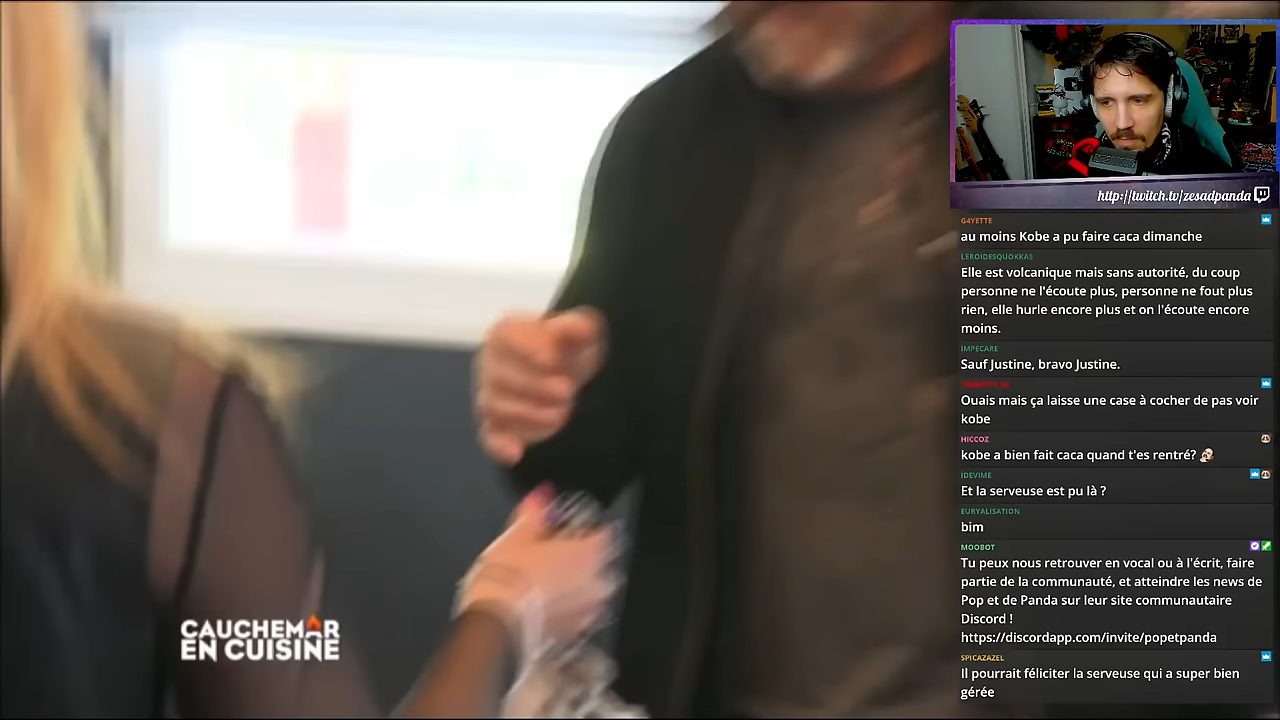 http://twitch.tv/zesadpanda
G4YETTE
au moins Kobe a pu faire caca dimanche
LEROIDESQUOKKAS
Elle est volcanique mais sans autorité, du coup
personne ne l'écoute plus, personne ne fout plus
rien, elle hurle encore plus et on l'écoute encore
moins.
IMPECARE
Sauf Justine, bravo Justine.
Ouais mais ça laisse une case à cocher de pas voir
kobe
HICCOZ
kobe a bien fait caca quand t'es rentré?
IDEVIME
Et la serveuse est pu là ?
EURYALISATION
bim
MOOBOT
Tu peux nous retrouver en vocal ou à l'écrit, faire
partie de la communauté, et atteindre les news de
Pop et de Panda sur leur site communautaire
Discord !
https://discordapp.com/invite/popetpanda
SPICAZAZEL
Il pourrait féliciter la serveuse qui a super bien
gérée
CAUCHEMAR
EN CUISINE